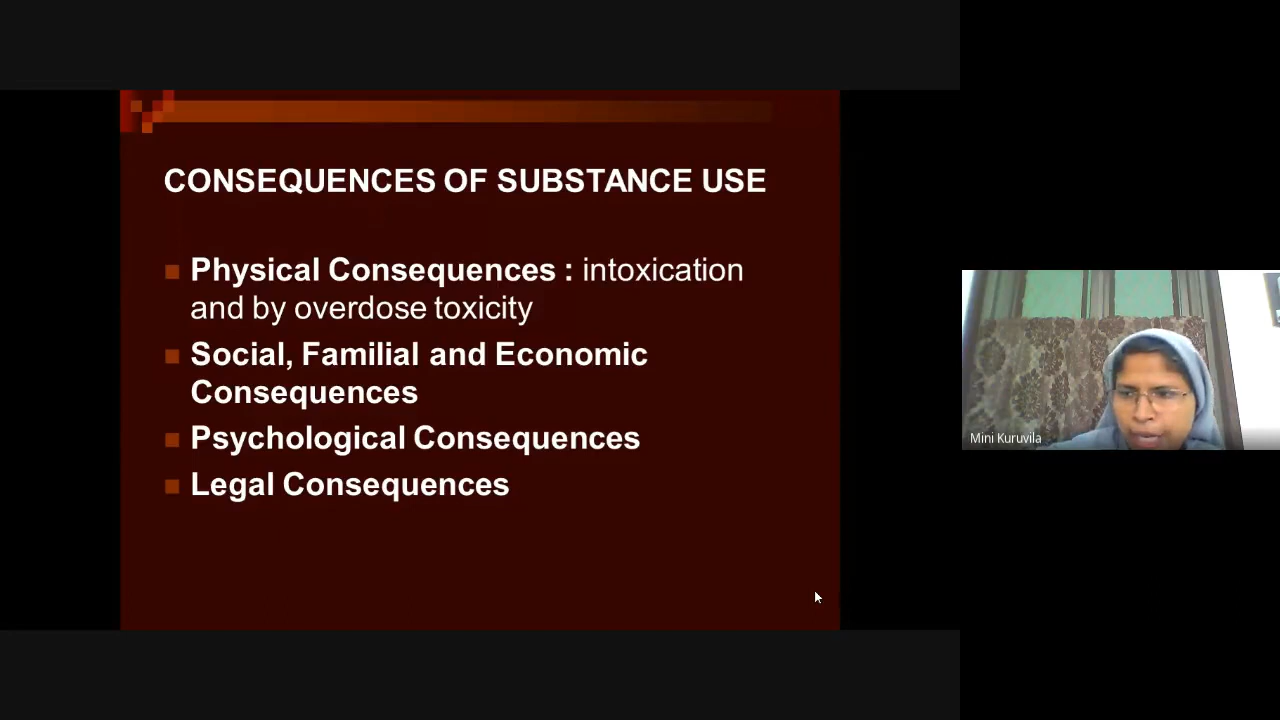 CONSEQUENCES OF SUBSTANCE USE
Physical Consequences : intoxication
and by overdose toxicity
Social, Familial and Economic
Consequences
Psychological Consequences
Legal Consequences
Mini Kuruvila